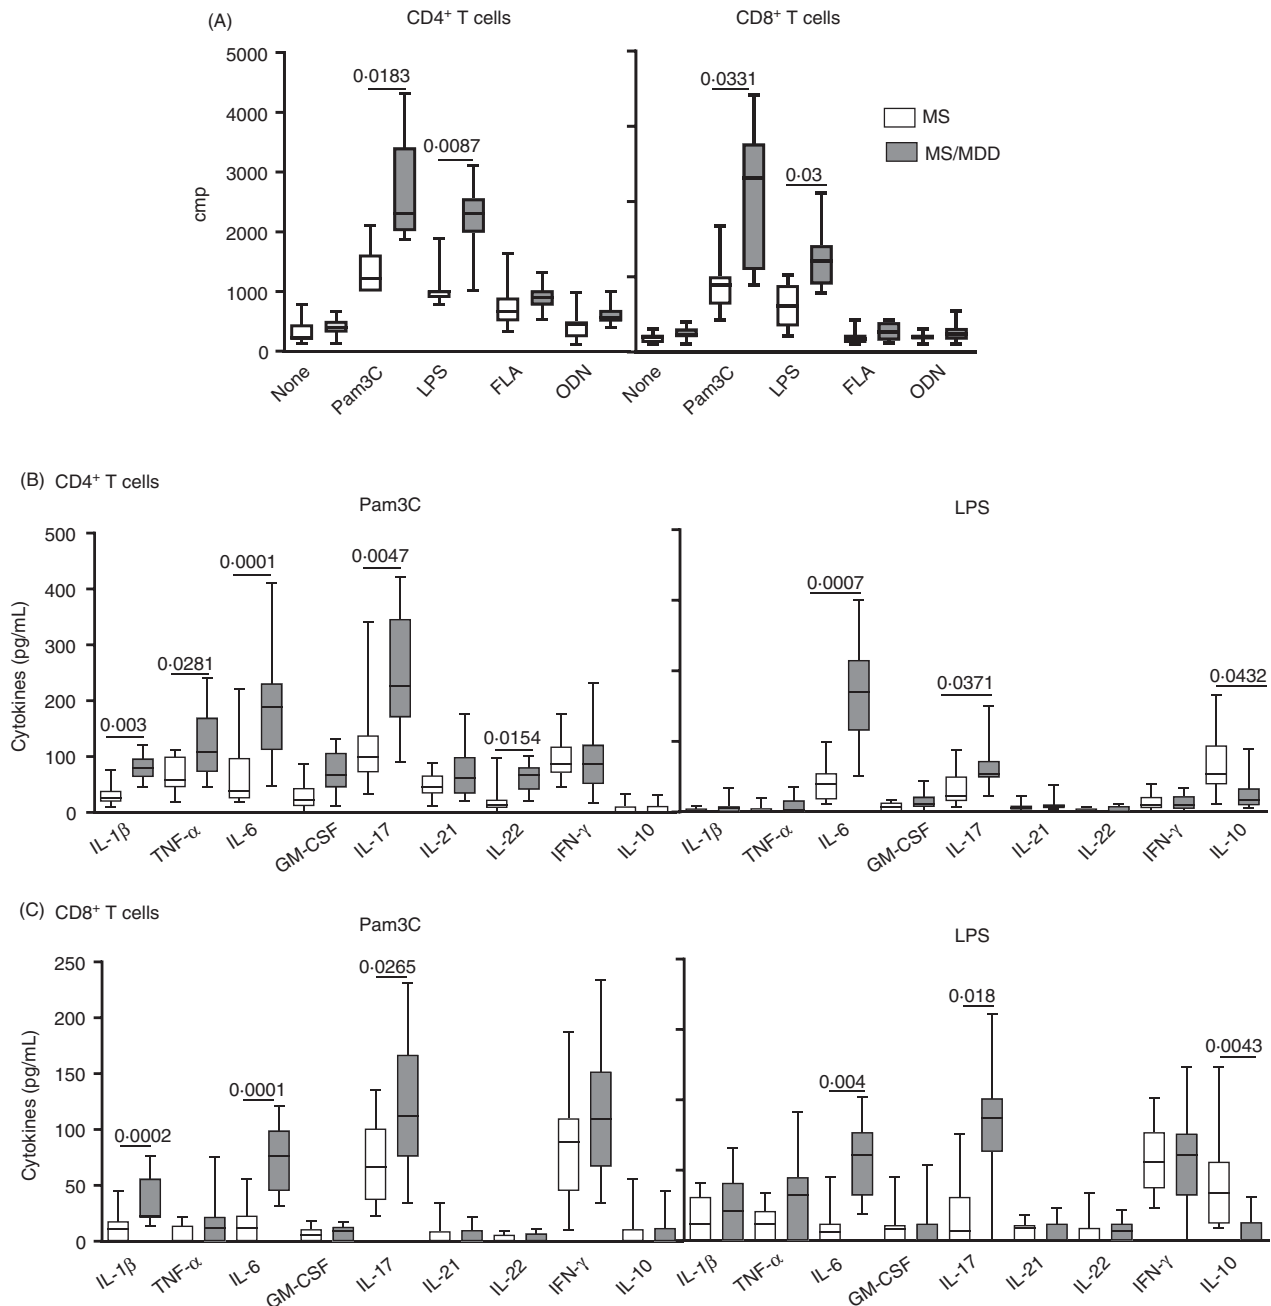 (A)
CD4+ T cells
CD8+ T cells
5000
4000
3000
2000
1000
0
cmp
0·0183
0·0087
0·0331
0·03
MS
MS/MDD
None
Pam3C
LPS
FLA
ODN
None
Pam3C
LPS
FLA
ODN
(B) CD4+ T cells
Pam3C
LPS
500
400
300
200
100
0
Cytokines (pg/mL)
0·003
0·0281
0·0001
0·0047
0·0154
0·0007
0·0371
0·0432
IL-1β
TNF-α
IL-6
GM-CSF
IL-17
IL-21
IL-22
IFN-γ
IL-10
IL-1β
TNF-α
IL-6
GM-CSF
IL-17
IL-21
IL-22
IFN-γ
IL-10
(C) CD8+ T cells
Pam3C
LPS
250
200
150
100
50
0
Cytokines (pg/mL)
0·0002
0·0001
0·0265
0·004
0·018
0·0043
IL-1β
TNF-α
IL-6
GM-CSF
IL-17
IL-21
IL-22
IFN-γ
IL-10
IL-1β
TNF-α
IL-6
GM-CSF
IL-17
IL-21
IL-22
IFN-γ
IL-10